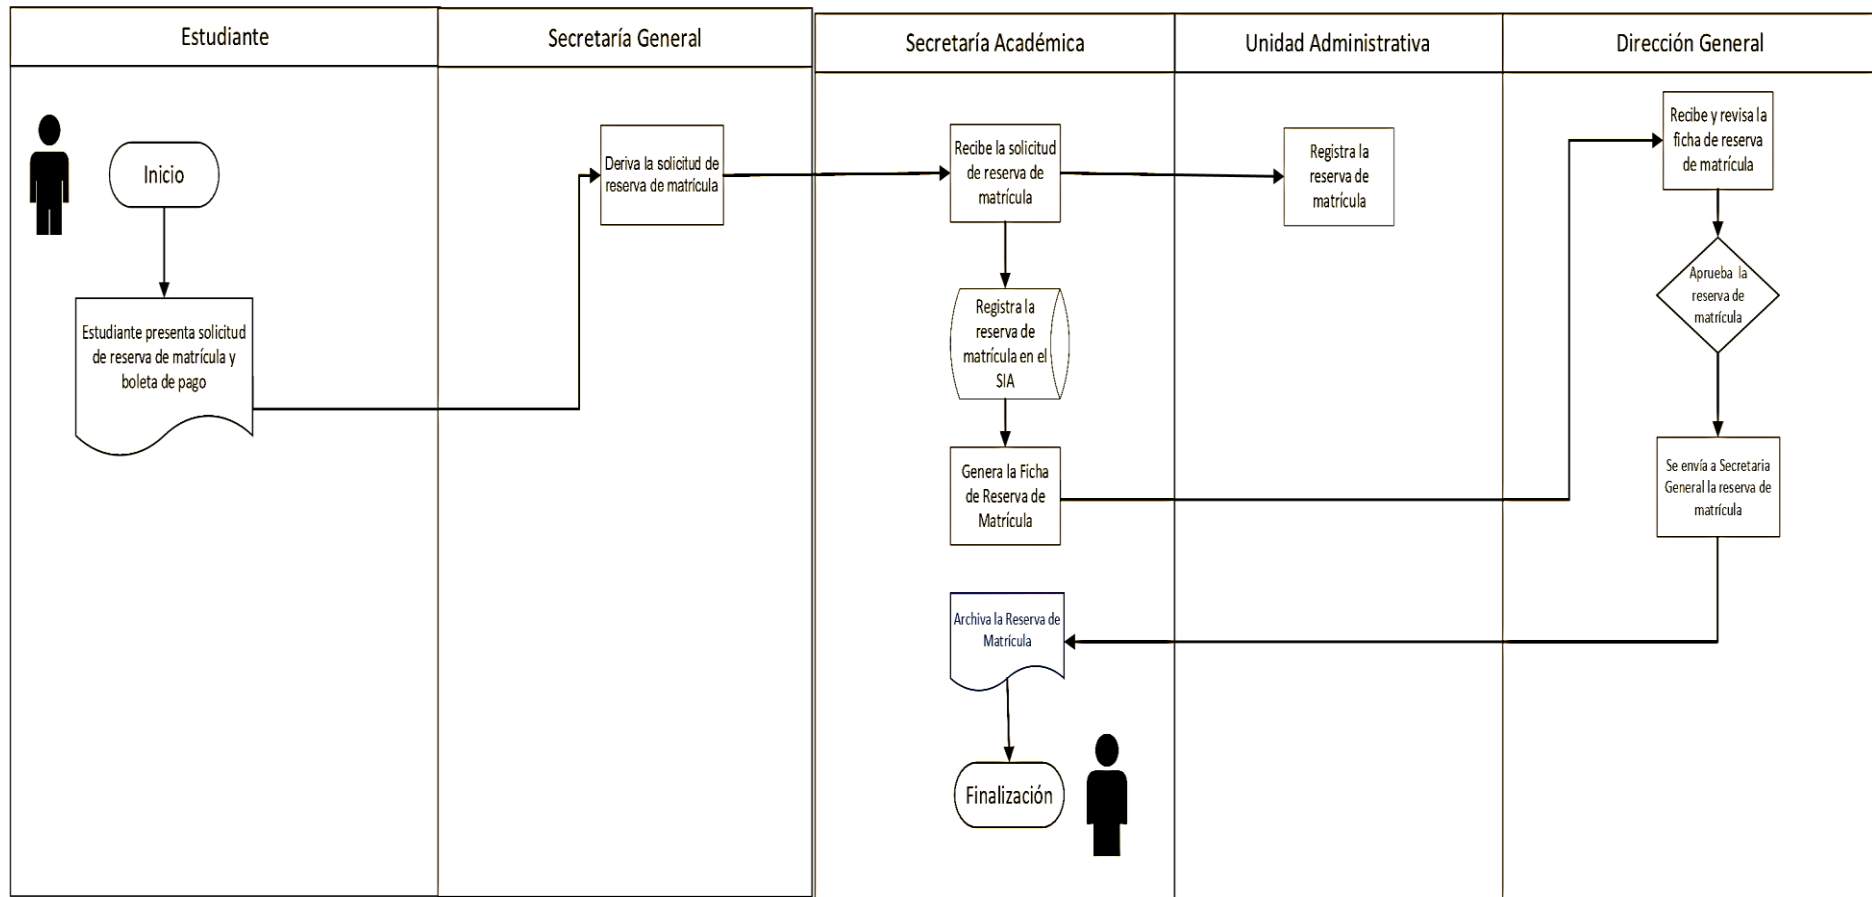 Estudiante
Secretaría General
Secretaría Académica
Unidad Administrativa
Dirección General
Inicio
Estudiante presenta solicitud
de reserva de matrícula y
boleta de pago
Deriva la solicitud de
reserva de matrícula
Recibe la solicitud
de reserva de
matrícula
Registra la
reserva de
matrícula en el
SIA
Genera la Ficha
de Reserva de
Matrícula
Archiva la Reserva de
Matrícula
Finalización
Registra la
reserva de
matrícula
Recibe y revisa la
ficha de reserva
de matrícula
Aprueba la
reserva de
matrícula
Se envía a Secretaria
General la reserva de
matrícula